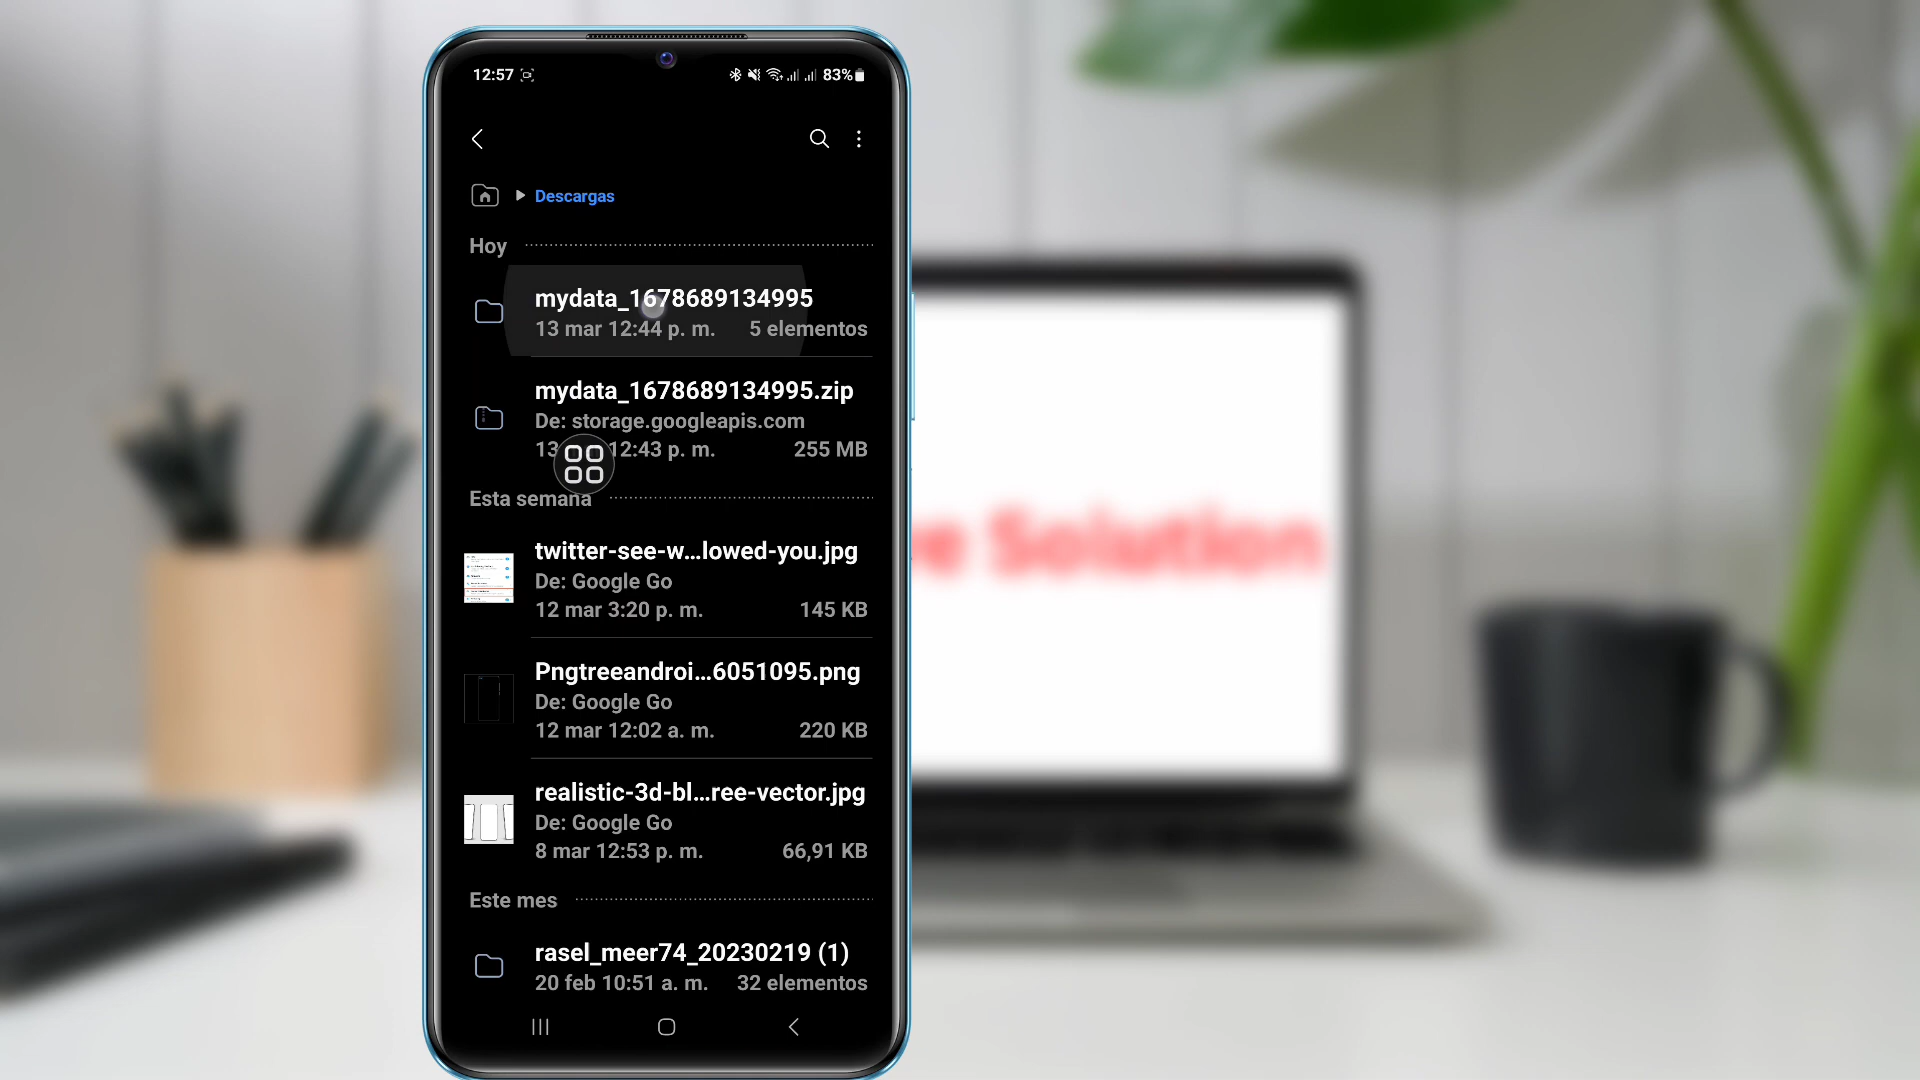 12:57
83%
Descargas
Hoy
mydata_1678689134995
13 mar 12:44 p. m. 5 elementos
mydata_1678689134995.zip
De: storage.googleapis.com
13 12:43 p. m. 255 MB
Esta semana
twitter-see-w...lowed-you.jpg
De: Google Go
12 mar 3:20 p. m. 145 KB
Pngtreeandroi...6051095.png
De: Google Go
12 mar 12:02 a. m. 220 KB
realistic-3d-bl...ree-vector.jpg
De: Google Go
8 mar 12:53 p. m. 66,91 KB
Este mes
rasel_meer74_20230219 (1)
20 feb 10:51 a. m. 32 elementos
Solution